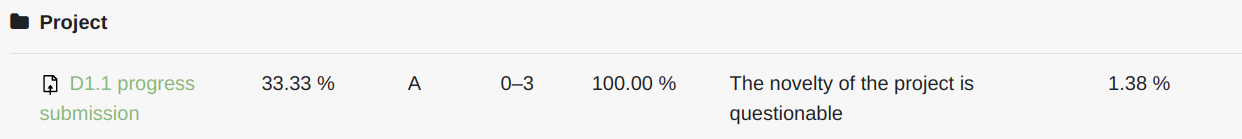 Project
D1.1 progress 33.33 % A 0–3 100.00 % The novelty of the project is 1.38 %
submission questionable